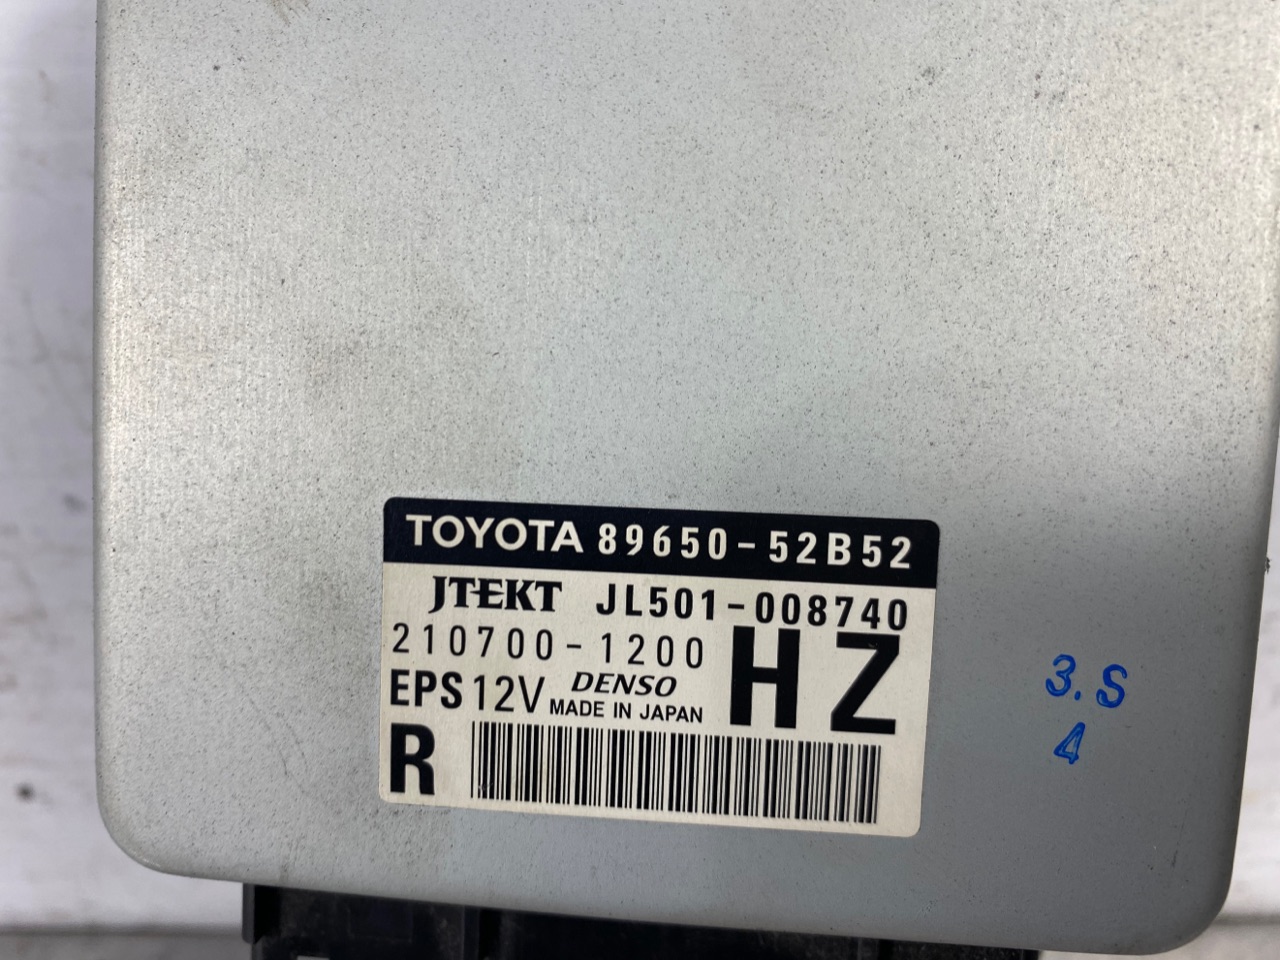 TOYOTA 89650-52B52
JTEKT JL501-008740
210700-1200 HZ
EPS 12V DENSO
MADE IN JAPAN
R
3.S
4